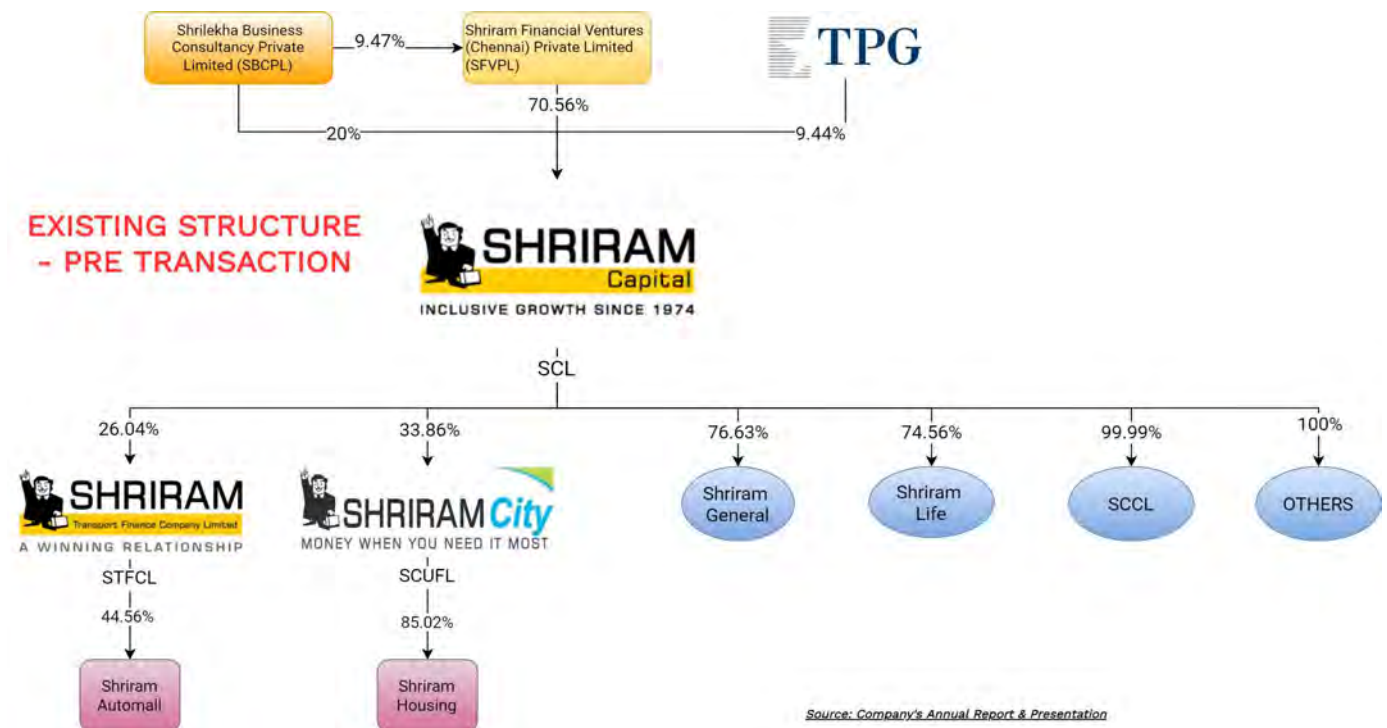 Shrilekha Business
Consultancy Private
Limited (SBCPL)
9.47%
Shriram Financial Ventures
(Chennai) Private Limited
(SFVPL)
TPG
70.56%
20%
9.44%
EXISTING STRUCTURE
- PRE TRANSACTION
SHRIRAM
Capital
INCLUSIVE GROWTH SINCE 1974
SCL
26.04%
33.86%
76.63%
74.56%
99.99%
100%
SHRIRAM
Transport Finance Company Limited
A WINNING RELATIONSHIP
SHRIRAM City
MONEY WHEN YOU NEED IT MOST
Shriram
General
Shriram
Life
SCCL
OTHERS
STFCL
SCUFL
44.56%
85.02%
Shriram
Automall
Shriram
Housing
Source: Company's Annual Report & Presentation